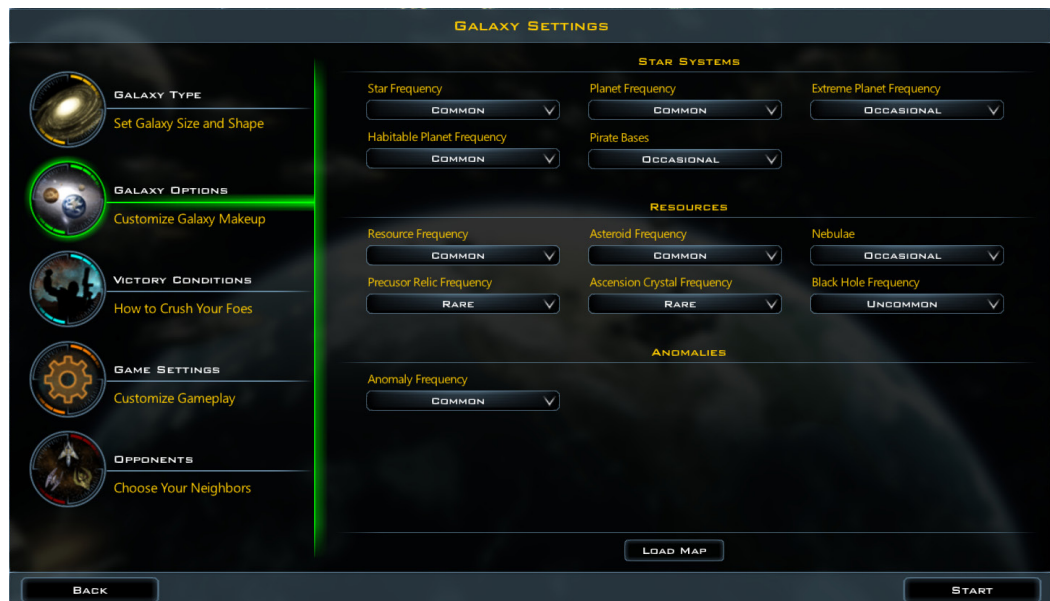 Galaxy Settings
Galaxy Type
Set Galaxy Size and Shape
Galaxy Options
Customize Galaxy Makeup
Victory Conditions
How to Crush Your Foes
Game Settings
Customize Gameplay
Opponents
Choose Your Neighbors
Star Systems
Star Frequency
Planet Frequency
Extreme Planet Frequency
Common
Common
Occasional
Habitable Planet Frequency
Pirate Bases
Common
Occasional
Resources
Resource Frequency
Asteroid Frequency
Nebulae
Common
Common
Occasional
Precusor Relic Frequency
Ascension Crystal Frequency
Black Hole Frequency
Rare
Rare
Uncommon
Anomalies
Anomaly Frequency
Common
Load Map
Back
Start